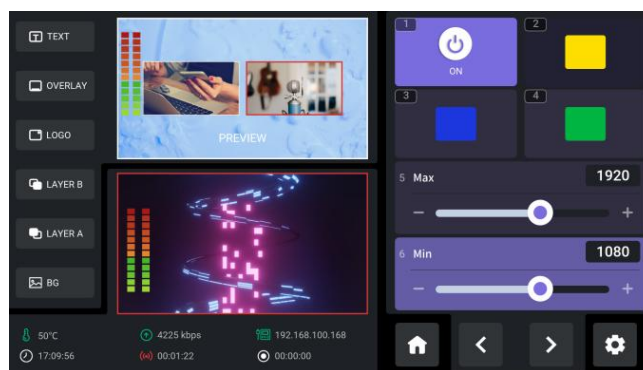 TEXT
OVERLAY
LOGO
LAYER B
LAYER A
BG
PREVIEW
50°C
4225 kbps
192.168.100.168
17:09:56
00:01:22
00:00:00
1
ON
2
3
4
5 Max
1920
6 Min
1080